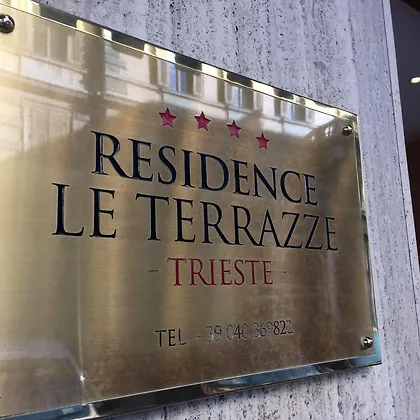 RESIDENCE
LE TERRAZZE
- TRIESTE -
TEL +39 040 369822